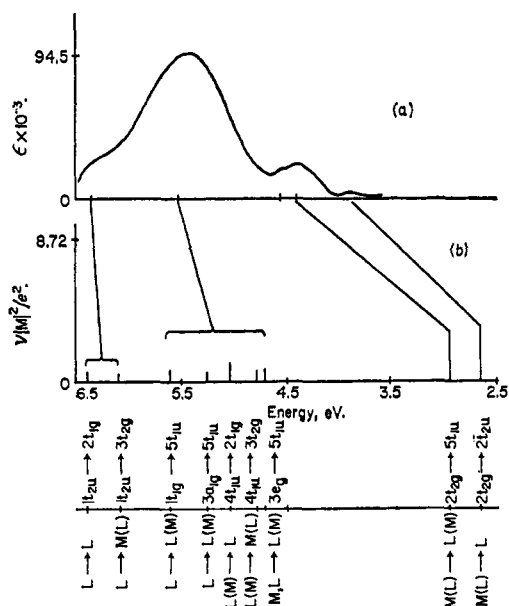 94.5
ε×10⁻³.
(a)
0
8.72
ν|M|²/e².
(b)
0
6.5 5.5 4.5 3.5 2.5
Energy, eV.
1t₂ᵤ→2t₁g
1t₂ᵤ→3t₂g
1t₁g→5t₁ᵤ
3a₁g→5t₁ᵤ
4t₁ᵤ→2t₁g
4t₁ᵤ→3t₂g
3e_g→5t₁ᵤ
2t₂g→5t₁ᵤ
2t₂g→2t₂ᵤ
L→L
L→M(L)
L→L(M)
L→L(M)
L(M)→L
L(M)→M(L)
M,L→L(M)
M(L)→L(M)
M(L)→L